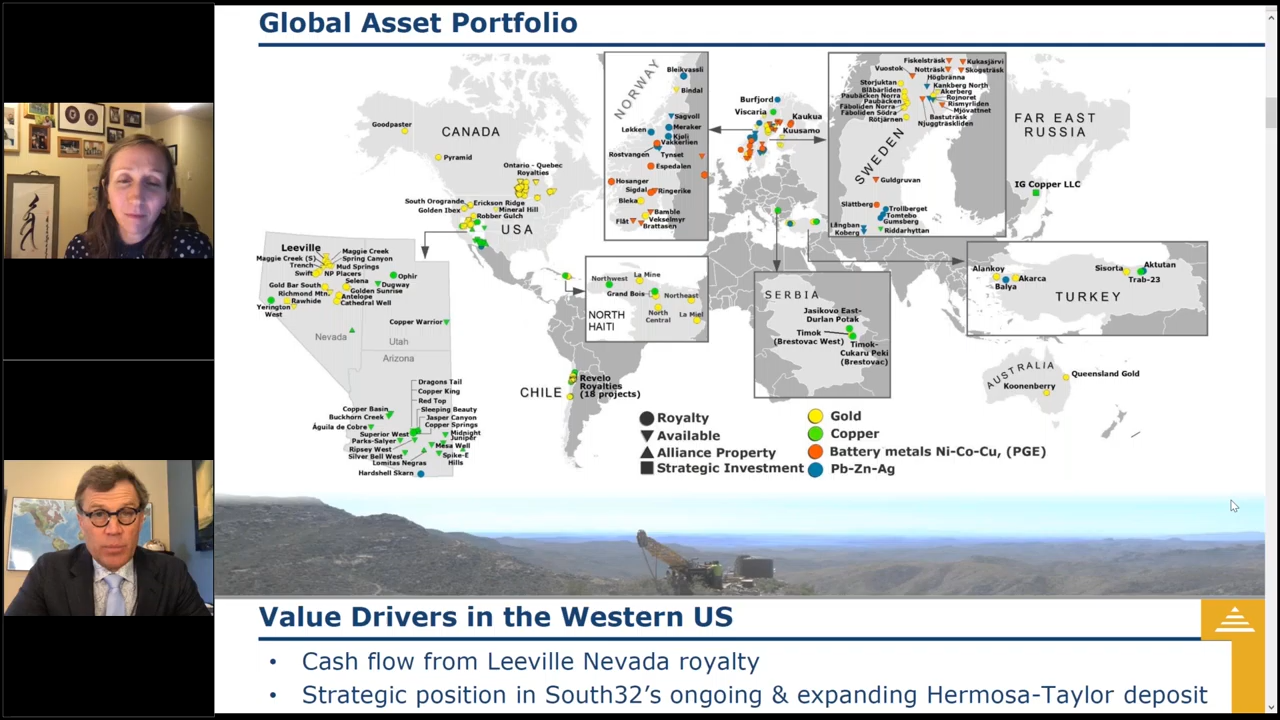 Global Asset Portfolio
Goodpaster
CANADA
Pyramid
Ontario - Quebec
Royalties
South Orogrande
Erickson Ridge
Golden Ibex
Mineral Hill
Robber Gulch
USA
Leeville
Maggie Creek
Maggie Creek (S)
Spring Canyon
Trench
Mud Springs
Swift
NP Placers
Selena
Ophir
Dugway
Gold Bar South
Golden Sunrise
Richmond Mtn.
Antelope
Rawhide
Cathedral Well
Yerington
West
Copper Warrior
Nevada
Utah
Arizona
Dragons Tail
Copper King
Red Top
Copper Basin
Sleeping Beauty
Buckhorn Creek
Jasper Canyon
Águila de Cobre
Copper Springs
Superior West
Midnight
Parks-Salyer
Juniper
Ripsey West
Mesa Well
Silver Bell West
Spike-E
Hills
Lomitas Negras
Hardshell Skarn
NORWAY
Bleikvassli
Bindal
Sagvoll
Løkken
Meraker
Kjøli
Vakkerlien
Rostvangen
Tynset
Espedalen
Hosanger
Sigdal
Ringerike
Bleka
Bamble
Flåt
Vekselmyr
Brattasen
Burfjord
Viscaria
Kaukua
Kuusamo
SWEDEN
Fiskelsträsk
Kukasjärvi
Vuostok
Notträsk
Skogsträsk
Högbränna
Storjuktan
Kankberg North
Blåbärliden
Akerberg
Paubäcken Norra
Rojnoret
Paubäcken
Rismyrliden
Fäboliden Norra
Mjövattnet
Fäboliden Södra
Bastuträsk
Rötjärnen
Njuggträskliden
Guldgruvan
Slättberg
Trollberget
Tomtebo
Gumsberg
Långban
Riddarhyttan
Koberg
FAR EAST
RUSSIA
IG Copper LLC
NORTH
HAITI
Northwest
La Mine
Grand Bois
Northeast
North
Central
La Miel
SERBIA
Jasikovo East-
Durlan Potak
Timok
(Brestovac West)
Timok-
Cukaru Peki
(Brestovac)
TURKEY
Alankoy
Akarca
Balya
Sisorta
Aktutan
Trab-23
AUSTRALIA
Queensland Gold
Koonenberry
CHILE
Revelo
Royalties
(18 projects)
Royalty
Available
Alliance Property
Strategic Investment
Gold
Copper
Battery metals Ni-Co-Cu, (PGE)
Pb-Zn-Ag
Value Drivers in the Western US
• Cash flow from Leeville Nevada royalty
• Strategic position in South32's ongoing & expanding Hermosa-Taylor deposit